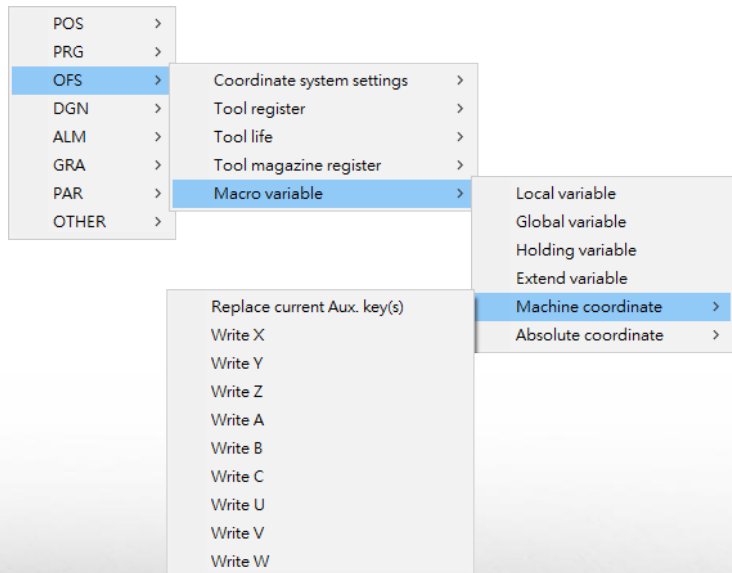 POS
PRG
OFS
DGN
ALM
GRA
PAR
OTHER
Coordinate system settings
Tool register
Tool life
Tool magazine register
Macro variable
Local variable
Global variable
Holding variable
Extend variable
Machine coordinate
Absolute coordinate
Replace current Aux. key(s)
Write X
Write Y
Write Z
Write A
Write B
Write C
Write U
Write V
Write W